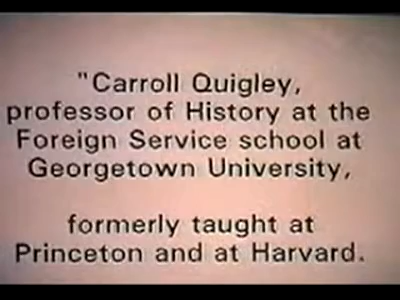 "Carroll Quigley,
professor of History at the
Foreign Service school at
Georgetown University,
formerly taught at
Princeton and at Harvard.